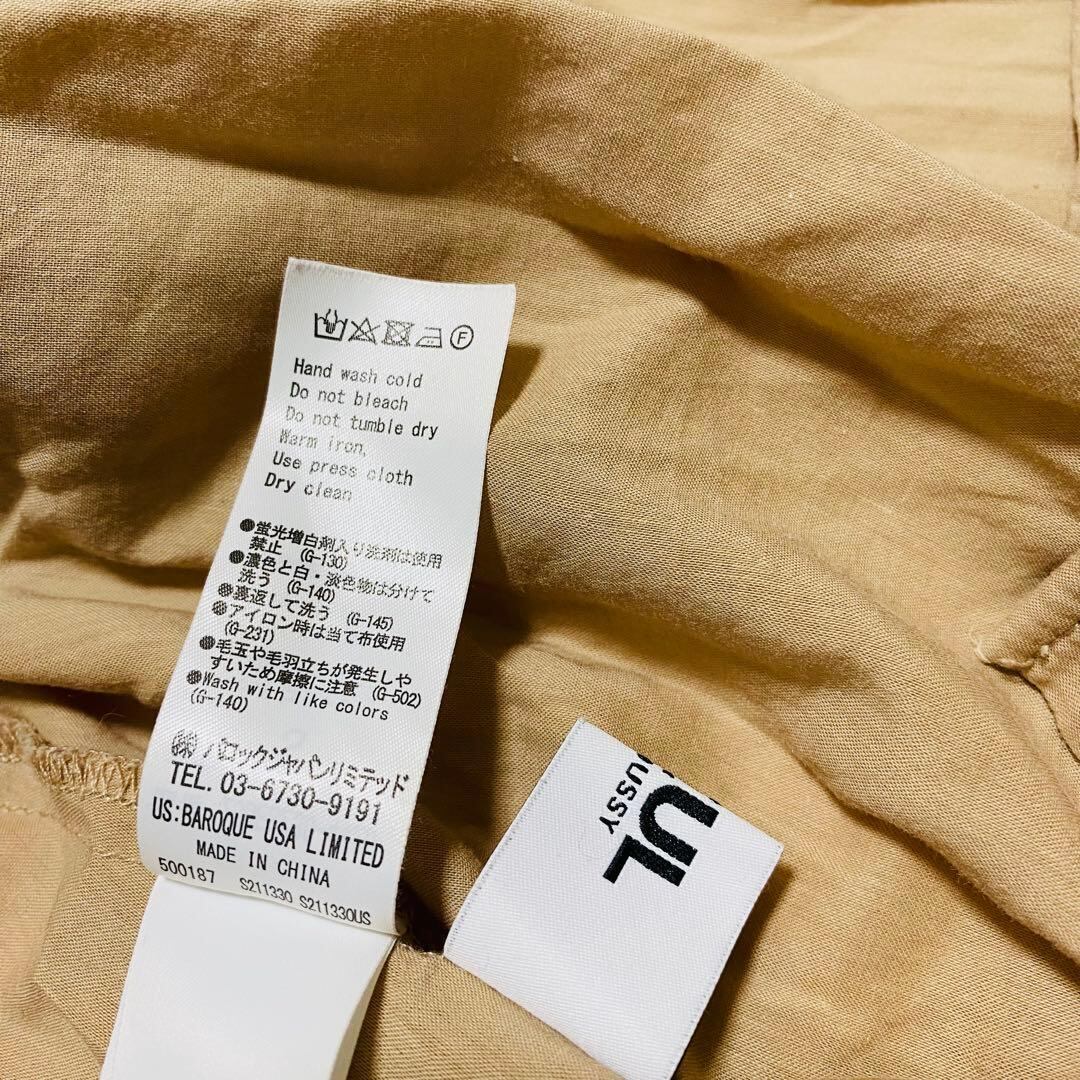 F
Hand wash cold
Do not bleach
Do not tumble dry
Warm iron,
Use press cloth
Dry clean
●蛍光増白剤入り洗剤は使用
禁止 (G-130)
●濃色と白・淡色物は分けて
洗う (G-140)
●裏返して洗う (G-145)
●アイロン時は当て布使用
(G-231)
●毛玉や毛羽立ちが発生しや
すいため摩擦に注意 (G-502)
●Wash with like colors
(G-140)
㈱バロックジャパンリミテッド
TEL. 03-6730-9191
US:BAROQUE USA LIMITED
MADE IN CHINA
500187 S211330 S211330US
UL
OUSSY